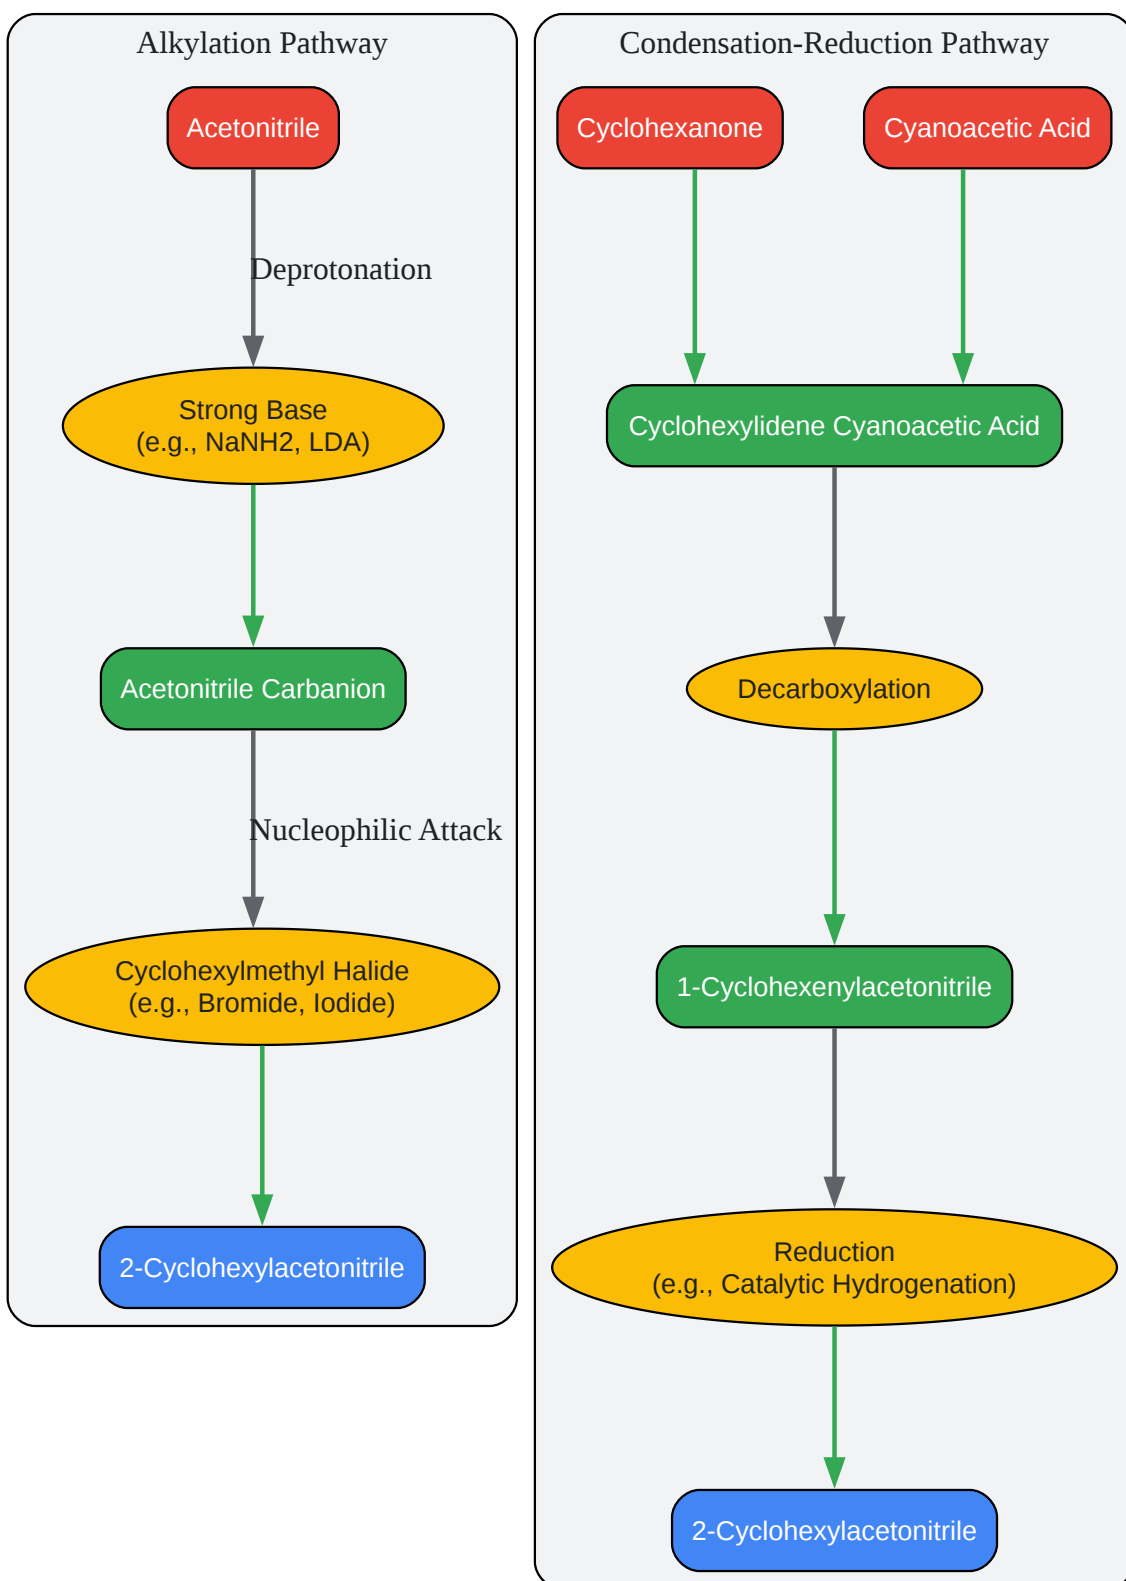 Alkylation Pathway
Acetonitrile
Deprotonation
Strong Base
(e.g., NaNH2, LDA)
Acetonitrile Carbanion
Nucleophilic Attack
Cyclohexylmethyl Halide
(e.g., Bromide, Iodide)
2-Cyclohexylacetonitrile
Condensation-Reduction Pathway
Cyclohexanone
Cyanoacetic Acid
Cyclohexylidene Cyanoacetic Acid
Decarboxylation
1-Cyclohexenylacetonitrile
Reduction
(e.g., Catalytic Hydrogenation)
2-Cyclohexylacetonitrile